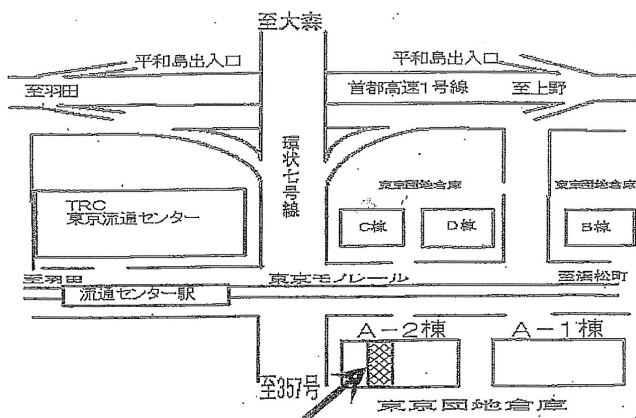 至大森
平和島出入口
平和島出入口
至羽田
首都高速1号線
至上野
環状七号線
TRC
東京流通センター
東京団地倉庫
東京団地倉庫
C棟
D棟
B棟
至羽田
東京モノレール
至浜松町
流通センター駅
A-2棟
A-1棟
至357号
東京団地倉庫